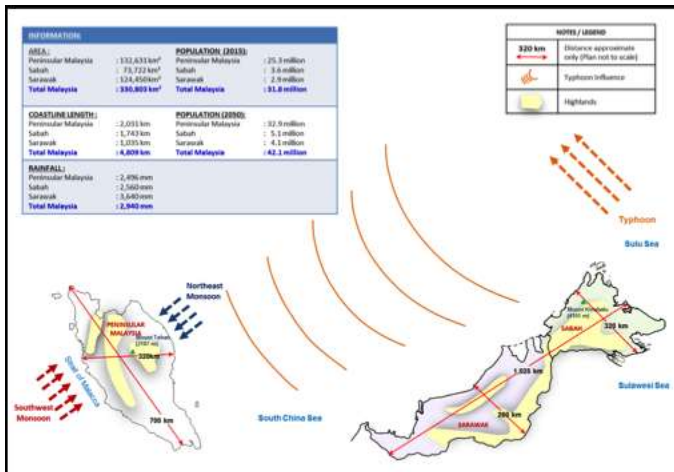 INFORMATION:
AREA :
Peninsular Malaysia : 132,631 km²
Sabah : 73,722 km²
Sarawak : 124,450 km²
Total Malaysia : 330,803 km²
POPULATION (2015):
Peninsular Malaysia : 25.3 million
Sabah : 3.6 million
Sarawak : 2.9 million
Total Malaysia : 31.8 million
COASTLINE LENGTH :
Peninsular Malaysia : 2,031 km
Sabah : 1,743 km
Sarawak : 1,035 km
Total Malaysia : 4,809 km
POPULATION (2050):
Peninsular Malaysia : 32.9 million
Sabah : 5.1 million
Sarawak : 4.1 million
Total Malaysia : 42.1 million
RAINFALL :
Peninsular Malaysia : 2,496 mm
Sabah : 2,560 mm
Sarawak : 3,640 mm
Total Malaysia : 2,940 mm
NOTES / LEGEND
320 km
Distance approximate
only (Plan not to scale)
Typhoon Influence
Highlands
Typhoon
Sulu Sea
Northeast
Monsoon
PENINSULAR
MALAYSIA
Mount Tahan
320km
Strait of Malacca
700 km
Southwest
Monsoon
South China Sea
Mount Kinabalu
SABAH
320 km
1,035 km
Sulawesi Sea
SARAWAK